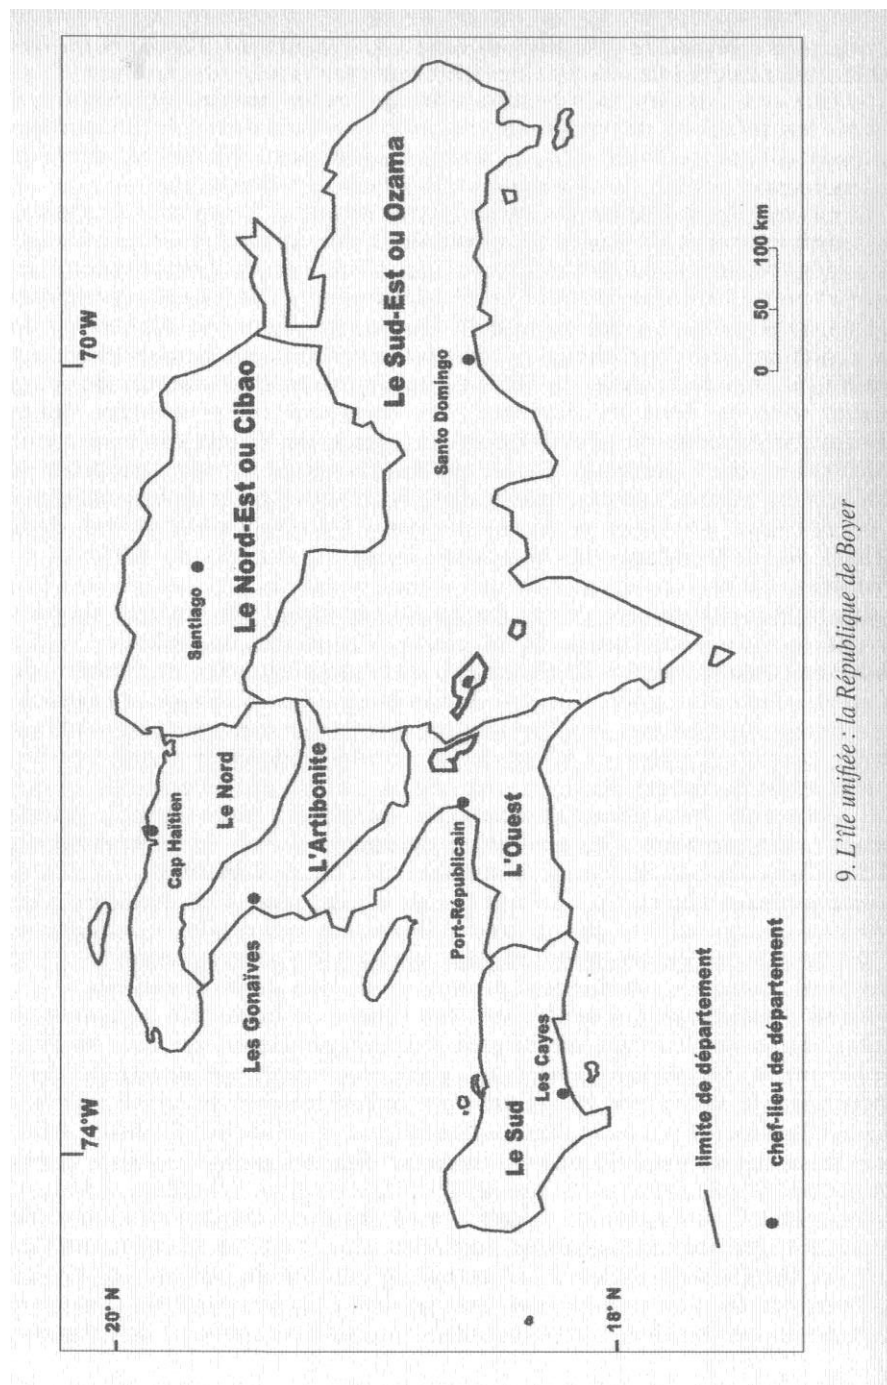 74°W
70°W
20° N
18° N
Cap Haïtien
Le Nord
Santiago
Le Nord-Est ou Cibao
Les Gonaïves
L'Artibonite
Le Sud-Est ou Ozama
Santo Domingo
Port-Républicain
L'Ouest
Le Sud
Les Cayes
limite de département
chef-lieu de département
0 50 100 km
9. L'île unifiée : la République de Boyer